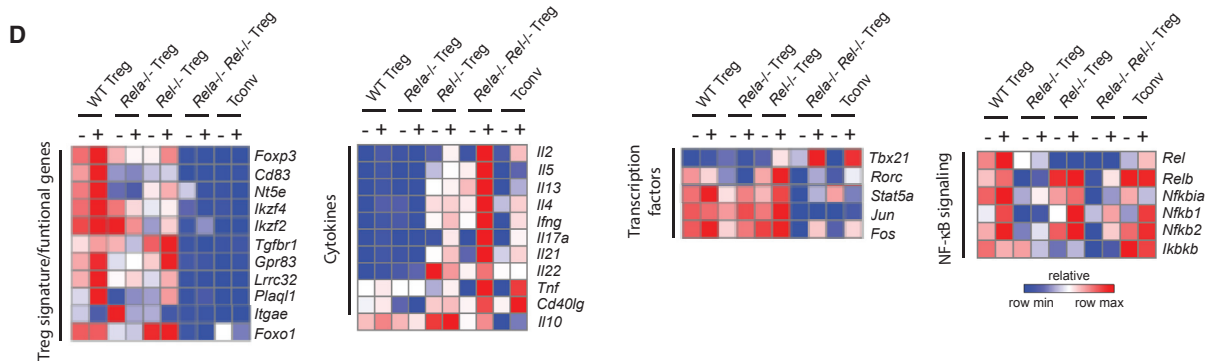 D
WT Treg
Rela-/- Treg
Rel-/- Treg
Rela-/- Rel-/- Treg
Tconv
- + - + - + - + - +
Treg signature/funtional genes
Foxp3
Cd83
Nt5e
Ikzf4
Ikzf2
Tgfbr1
Gpr83
Lrrc32
Plaql1
Itgae
Foxo1
WT Treg
Rela-/- Treg
Rel-/- Treg
Rela-/- Rel-/- Treg
Tconv
- + - + - + - + - +
Cytokines
Il2
Il5
Il13
Il4
Ifng
Il17a
Il21
Il22
Tnf
Cd40lg
Il10
WT Treg
Rela-/- Treg
Rel-/- Treg
Rela-/- Rel-/- Treg
Tconv
- + - + - + - + - +
Transcription
factors
Tbx21
Rorc
Stat5a
Jun
Fos
WT Treg
Rela-/- Treg
Rel-/- Treg
Rela-/- Rel-/- Treg
Tconv
- + - + - + - + - +
NF-κB signaling
Rel
Relb
Nfkbia
Nfkb1
Nfkb2
Ikbkb
relative
row min row max